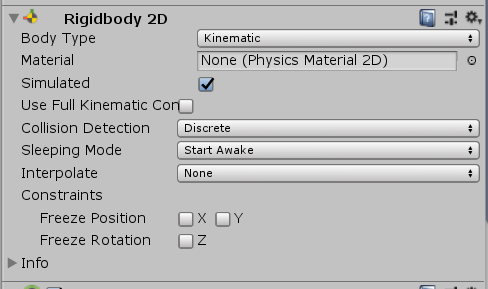 Rigidbody 2D
Body Type Kinematic
Material None (Physics Material 2D)
Simulated
Use Full Kinematic Con
Collision Detection Discrete
Sleeping Mode Start Awake
Interpolate None
Constraints
Freeze Position X Y
Freeze Rotation Z
Info